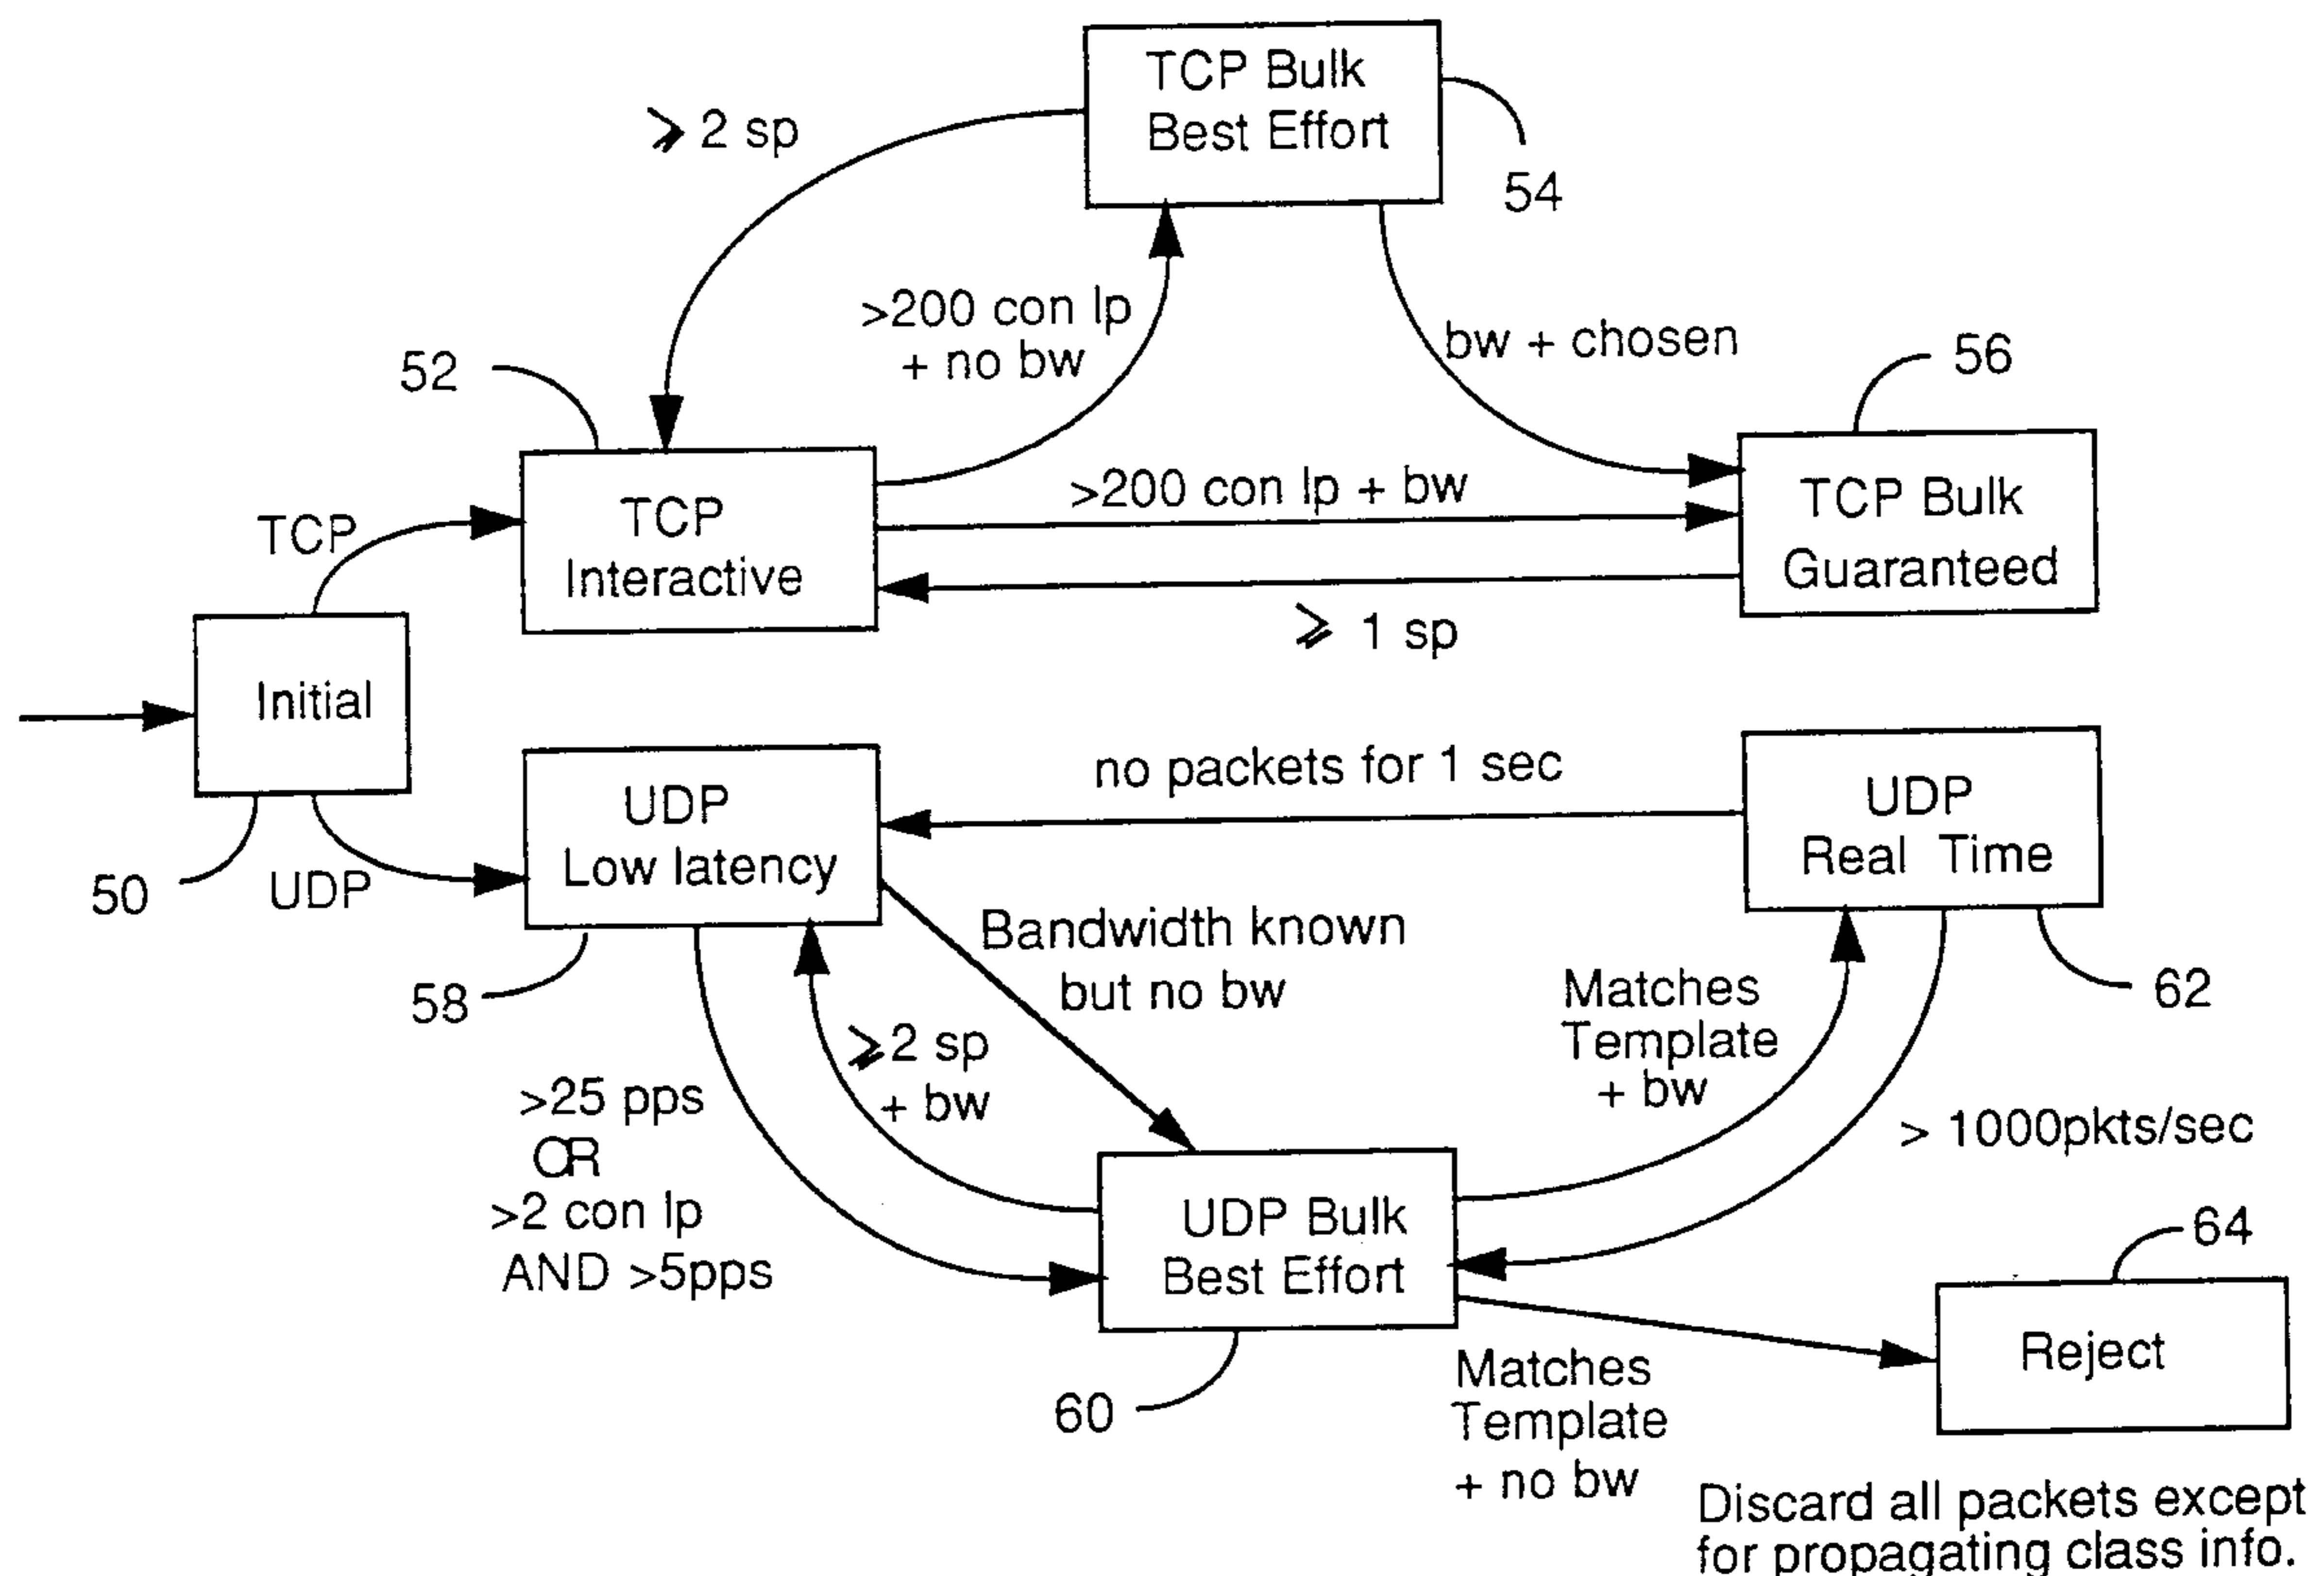 TCP Bulk
Best Effort
54
⩾ 2 sp
>200 con lp
+ no bw
bw + chosen
52
56
TCP
Interactive
>200 con lp + bw
TCP Bulk
Guaranteed
⩾ 1 sp
TCP
Initial
50
UDP
UDP
Low latency
58
no packets for 1 sec
UDP
Real Time
62
Bandwidth known
but no bw
⩾2 sp
+ bw
>25 pps
OR
>2 con lp
AND >5pps
Matches
Template
+ bw
> 1000pkts/sec
UDP Bulk
Best Effort
60
64
Reject
Matches
Template
+ no bw
Discard all packets except
for propagating class info.